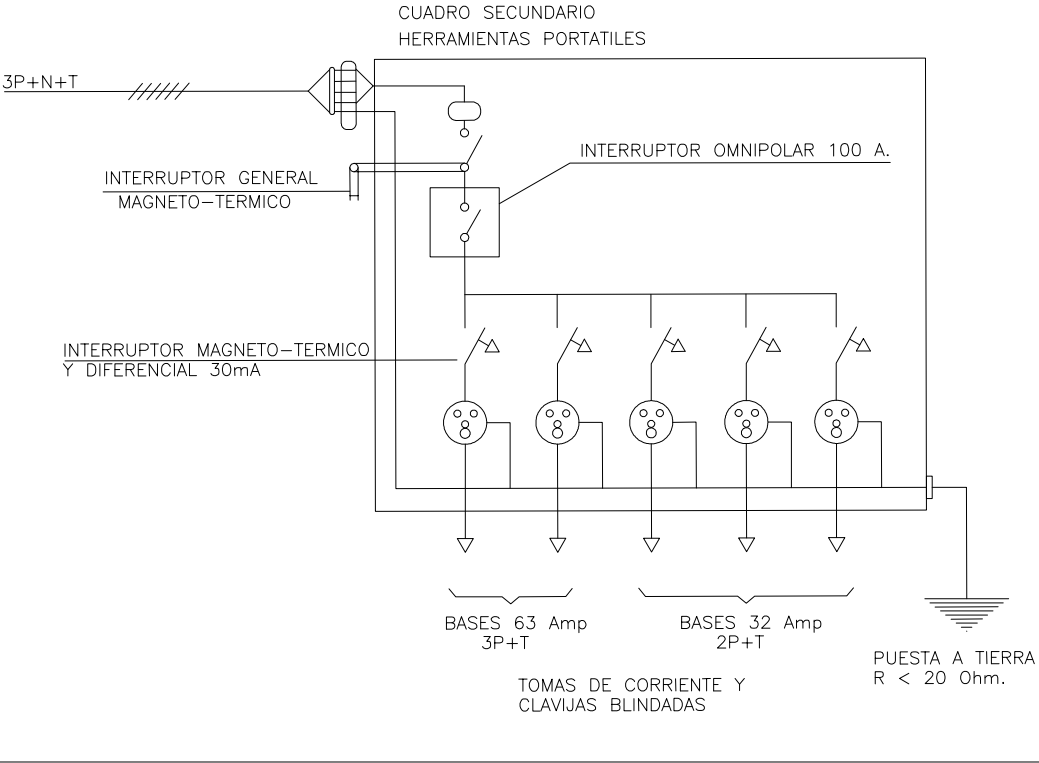 CUADRO SECUNDARIO
HERRAMIENTAS PORTATILES
3P+N+T
INTERRUPTOR OMNIPOLAR 100 A.
INTERRUPTOR GENERAL
MAGNETO-TERMICO
INTERRUPTOR MAGNETO-TERMICO
Y DIFERENCIAL 30mA
BASES 63 Amp
3P+T
BASES 32 Amp
2P+T
PUESTA A TIERRA
R < 20 Ohm.
TOMAS DE CORRIENTE Y
CLAVIJAS BLINDADAS